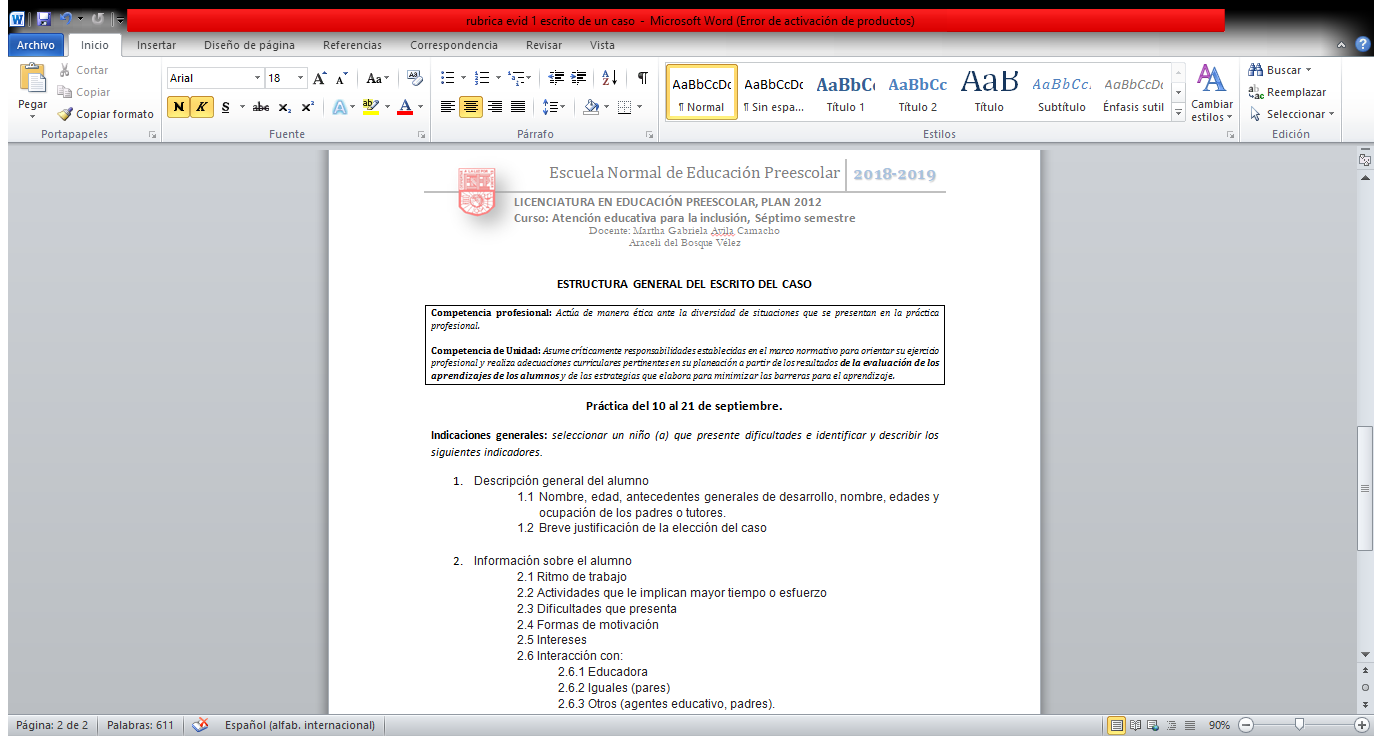 rubrica evid 1 escrito de un caso - Microsoft Word (Error de activación de productos)
Archivo Inicio Insertar Diseño de página Referencias Correspondencia Revisar Vista
Pegar
Cortar
Copiar
Copiar formato
Portapapeles
Arial 18
N K S abc x₂ x²
Fuente
Párrafo
AaBbCcDc AaBbCcDc AaBbC AaBbCc AaB AaBbCc. AaBbCcDc
¶ Normal ¶ Sin espa... Título 1 Título 2 Título Subtítulo Énfasis sutil
Cambiar estilos
Estilos
Buscar
Reemplazar
Seleccionar
Edición
Escuela Normal de Educación Preescolar 2018-2019
LICENCIATURA EN EDUCACIÓN PREESCOLAR, PLAN 2012
Curso: Atención educativa para la inclusión, Séptimo semestre
Docente: Martha Gabriela Avila Camacho
Araceli del Bosque Vélez
ESTRUCTURA GENERAL DEL ESCRITO DEL CASO
Competencia profesional: Actúa de manera ética ante la diversidad de situaciones que se presentan en la práctica
profesional.
Competencia de Unidad: Asume críticamente responsabilidades establecidas en el marco normativo para orientar su ejercicio
profesional y realiza adecuaciones curriculares pertinentes en su planeación a partir de los resultados de la evaluación de los
aprendizajes de los alumnos y de las estrategias que elabora para minimizar las barreras para el aprendizaje.
Práctica del 10 al 21 de septiembre.
Indicaciones generales: seleccionar un niño (a) que presente dificultades e identificar y describir los
siguientes indicadores.
1. Descripción general del alumno
1.1 Nombre, edad, antecedentes generales de desarrollo, nombre, edades y
ocupación de los padres o tutores.
1.2 Breve justificación de la elección del caso
2. Información sobre el alumno
2.1 Ritmo de trabajo
2.2 Actividades que le implican mayor tiempo o esfuerzo
2.3 Dificultades que presenta
2.4 Formas de motivación
2.5 Intereses
2.6 Interacción con:
2.6.1 Educadora
2.6.2 Iguales (pares)
2.6.3 Otros (agentes educativo, padres).
Página: 2 de 2 Palabras: 611 Español (alfab. internacional) 90%